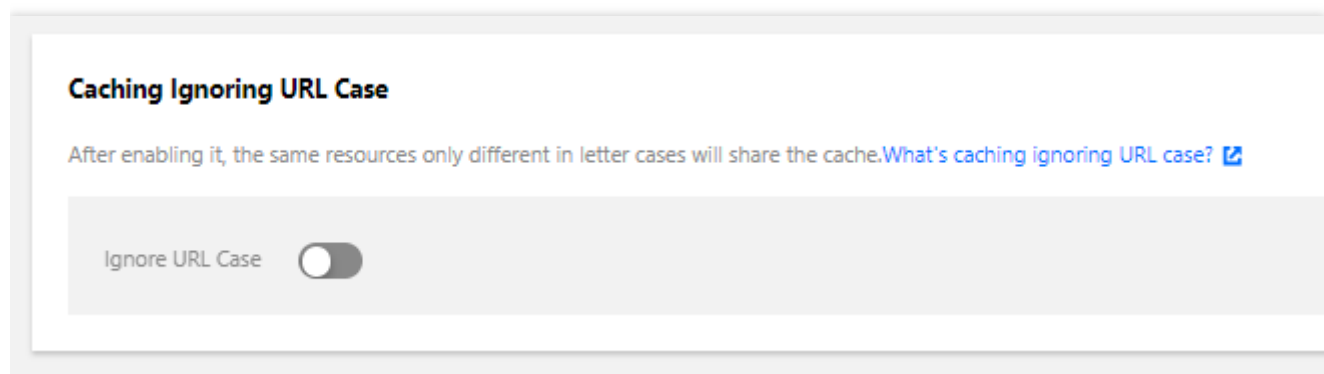 Caching Ignoring URL Case
After enabling it, the same resources only different in letter cases will share the cache.What's caching ignoring URL case?
Ignore URL Case